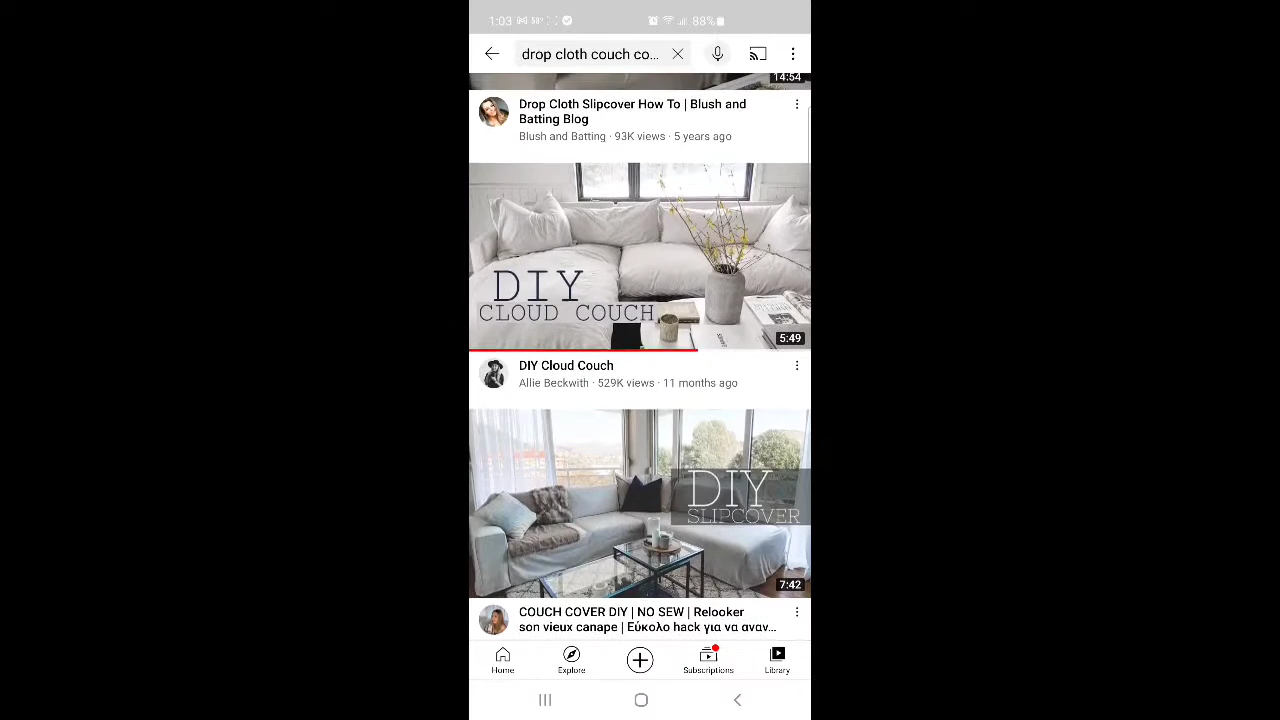 1:03 88%
drop cloth couch co...
14:54
Drop Cloth Slipcover How To | Blush and
Batting Blog
Blush and Batting · 93K views · 5 years ago
DIY
CLOUD COUCH
5:49
DIY Cloud Couch
Allie Beckwith · 529K views · 11 months ago
DIY
SLIPCOVER
7:42
COUCH COVER DIY | NO SEW | Relooker
son vieux canape | Εύκολο hack για να αναν...
Home Explore Subscriptions Library